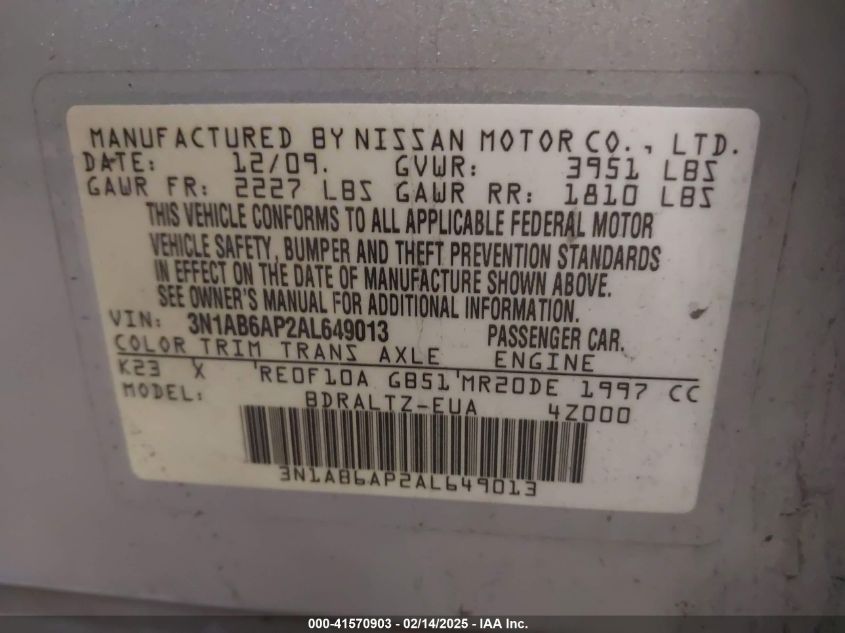 MANUFACTURED BY NISSAN MOTOR CO., LTD.
DATE: 12/09. GVWR: 3951 LBS
GAWR FR: 2227 LBS GAWR RR: 1810 LBS
THIS VEHICLE CONFORMS TO ALL APPLICABLE FEDERAL MOTOR
VEHICLE SAFETY, BUMPER AND THEFT PREVENTION STANDARDS
IN EFFECT ON THE DATE OF MANUFACTURE SHOWN ABOVE.
SEE OWNER'S MANUAL FOR ADDITIONAL INFORMATION.
VIN: 3N1AB6AP2AL649013 PASSENGER CAR.
COLOR TRIM TRANS AXLE ENGINE
K23 X RE0F10A GB51 MR20DE 1997 CC
MODEL: BDRALTZ-EUA 4Z000
3N1AB6AP2AL649013
000-41570903 - 02/14/2025 - IAA Inc.